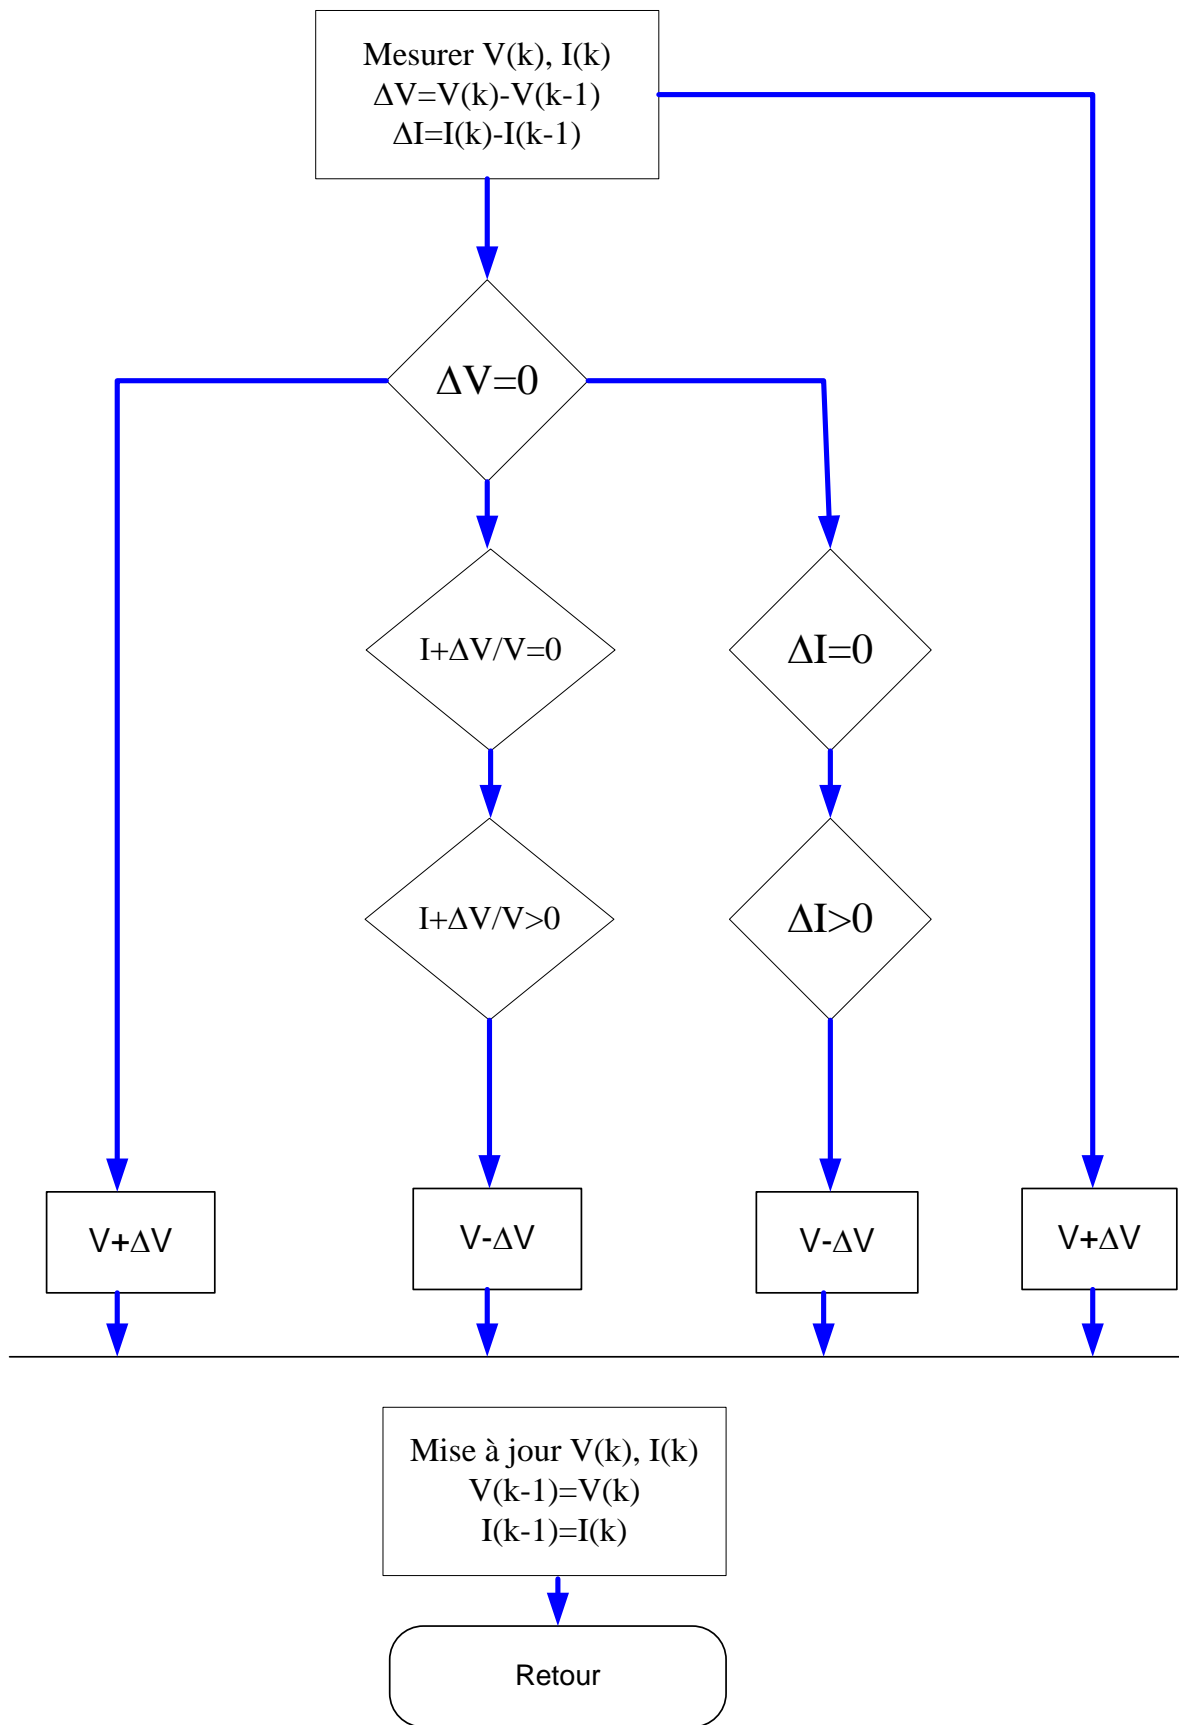 Mesurer V(k), I(k)
ΔV=V(k)-V(k-1)
ΔI=I(k)-I(k-1)
ΔV=0
I+ΔV/V=0
ΔI=0
I+ΔV/V>0
ΔI>0
V+ΔV
V-ΔV
V-ΔV
V+ΔV
Mise à jour V(k), I(k)
V(k-1)=V(k)
I(k-1)=I(k)
Retour